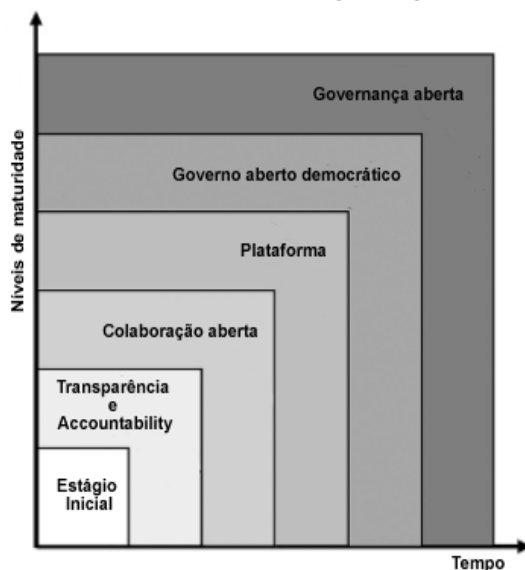 Governança aberta
Governo aberto democrático
Plataforma
Colaboração aberta
Transparência
e
Accountability
Estágio
Inicial
Níveis de maturidade
Tempo